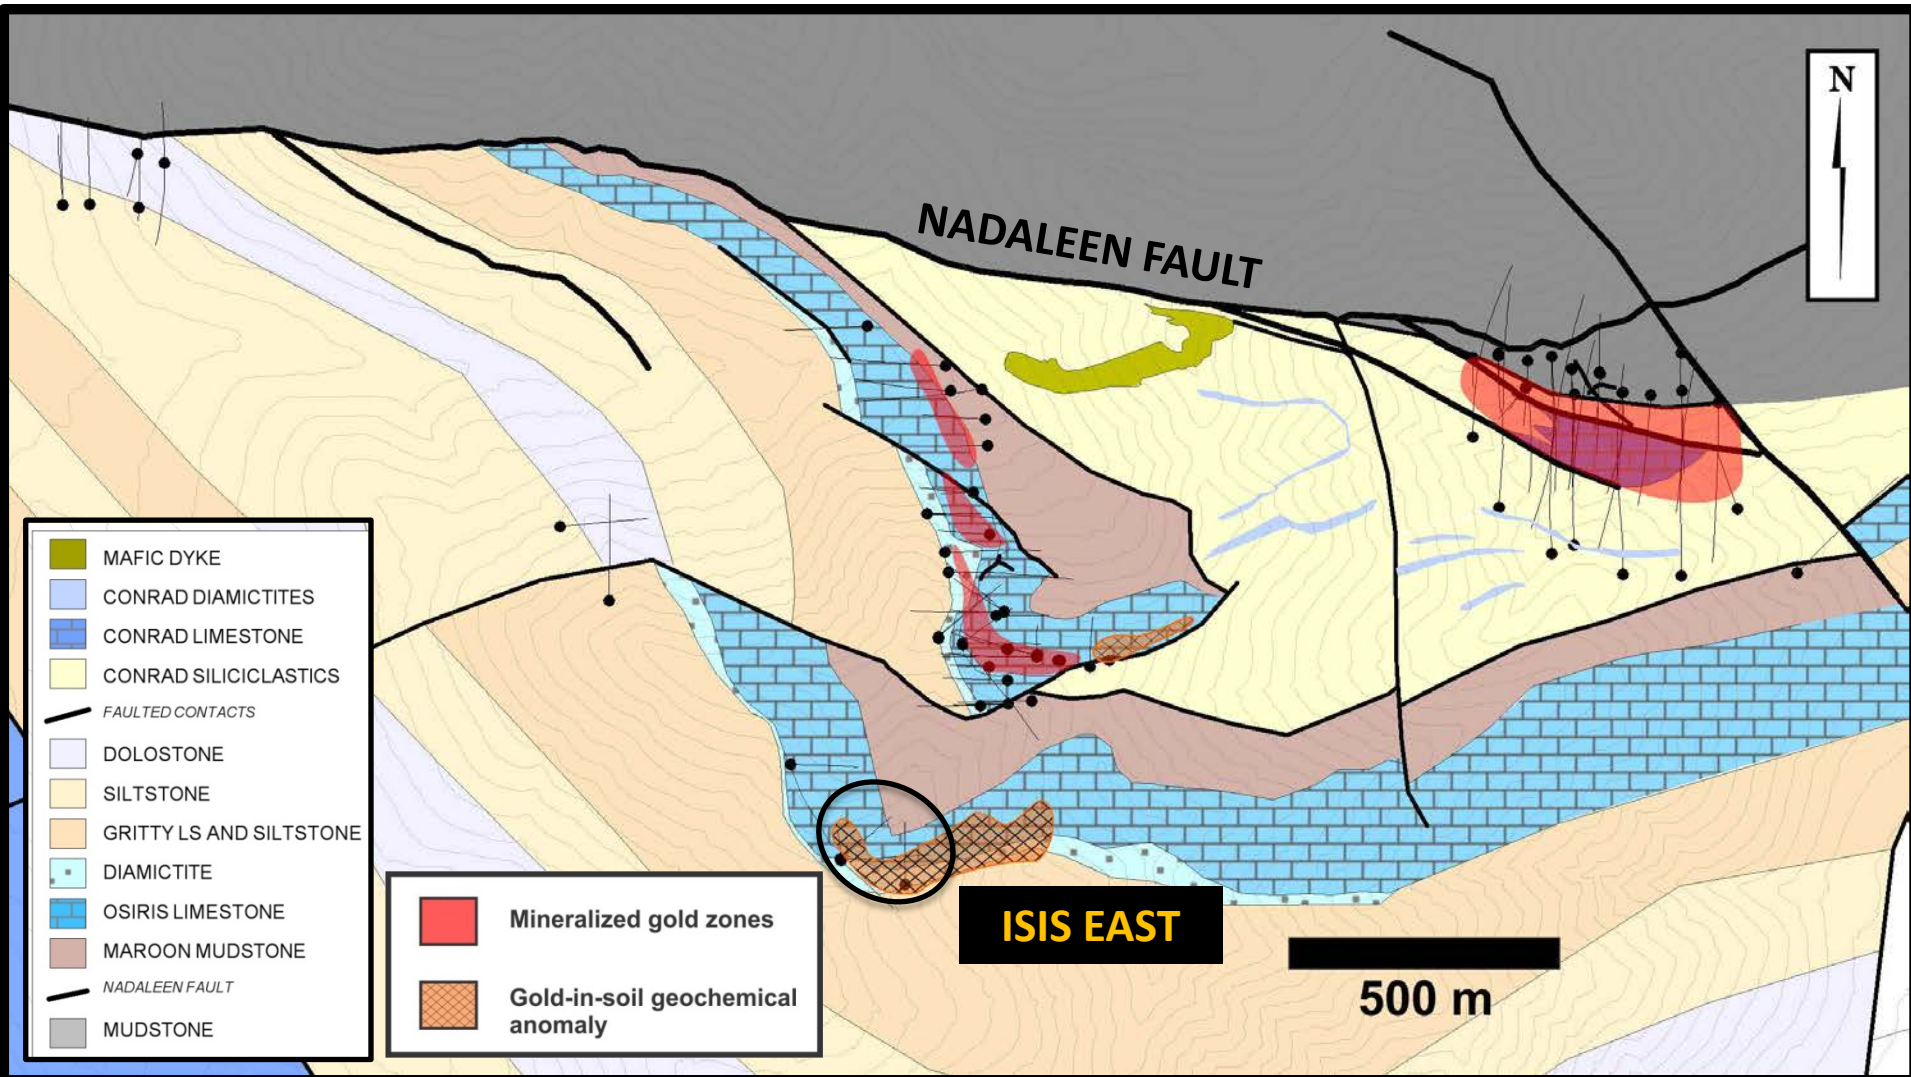 N
NADALEEN FAULT
MAFIC DYKE
CONRAD DIAMICTITES
CONRAD LIMESTONE
CONRAD SILICICLASTICS
FAULTED CONTACTS
DOLOSTONE
SILTSTONE
GRITTY LS AND SILTSTONE
DIAMICTITE
OSIRIS LIMESTONE
MAROON MUDSTONE
NADALEEN FAULT
MUDSTONE
Mineralized gold zones
Gold-in-soil geochemical
anomaly
ISIS EAST
500 m